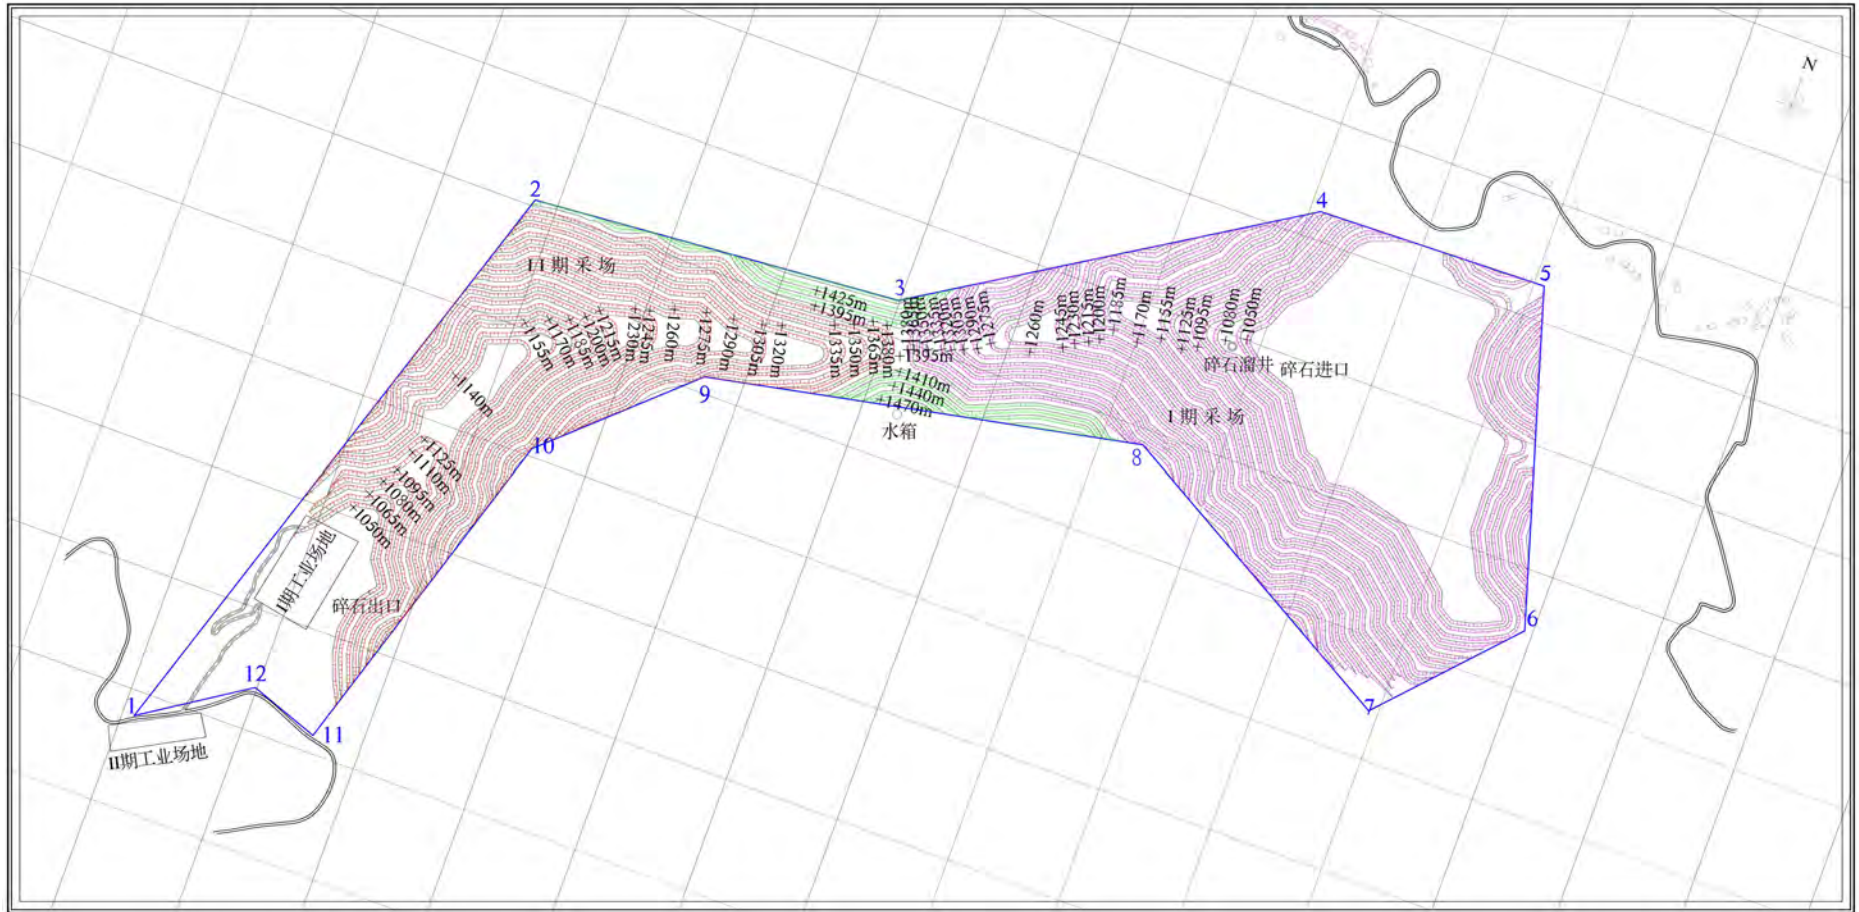 N
2
4
3
5
II 期 采 场
+1425m
+1395m
+1155m
+1170m
+1185m
+1200m
+1215m
+1230m
+1245m
+1260m
+1275m
+1290m
+1305m
+1320m
+1335m
+1350m
+1365m
+1380m
+1395m
+1275m
+1260m
+1245m
+1230m
+1215m
+1200m
+1185m
+1170m
+1155m
+1125m
+1095m
+1080m
+1050m
碎石溜井
碎石进口
+1410m
+1440m
+1470m
水箱
I 期 采 场
9
10
8
+1140m
+1125m
+1110m
+1095m
+1080m
+1065m
+1050m
I期工业场地
碎石出口
6
7
12
1
11
II期工业场地